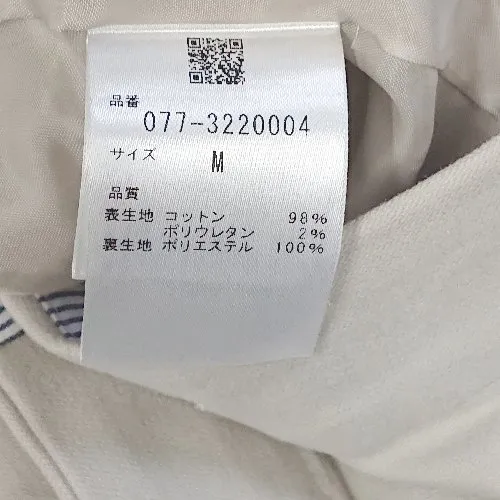 品番
077-3220004
サイズ M
品質
表生地 コットン 98%
ポリウレタン 2%
裏生地 ポリエステル 100%